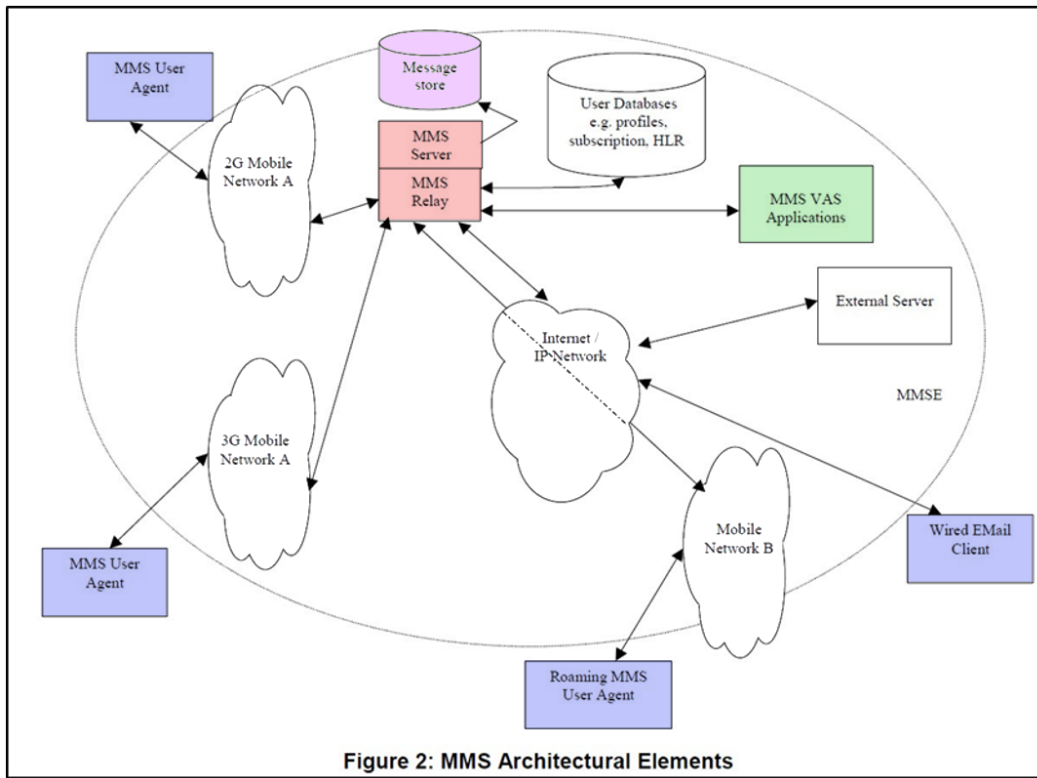 MMS User
Agent
Message
store
User Databases
e.g. profiles,
subscription, HLR
MMS
Server
MMS
Relay
2G Mobile
Network A
MMS VAS
Applications
External Server
Internet /
IP Network
MMSE
3G Mobile
Network A
Mobile
Network B
Wired EMail
Client
MMS User
Agent
Roaming MMS
User Agent
Figure 2: MMS Architectural Elements